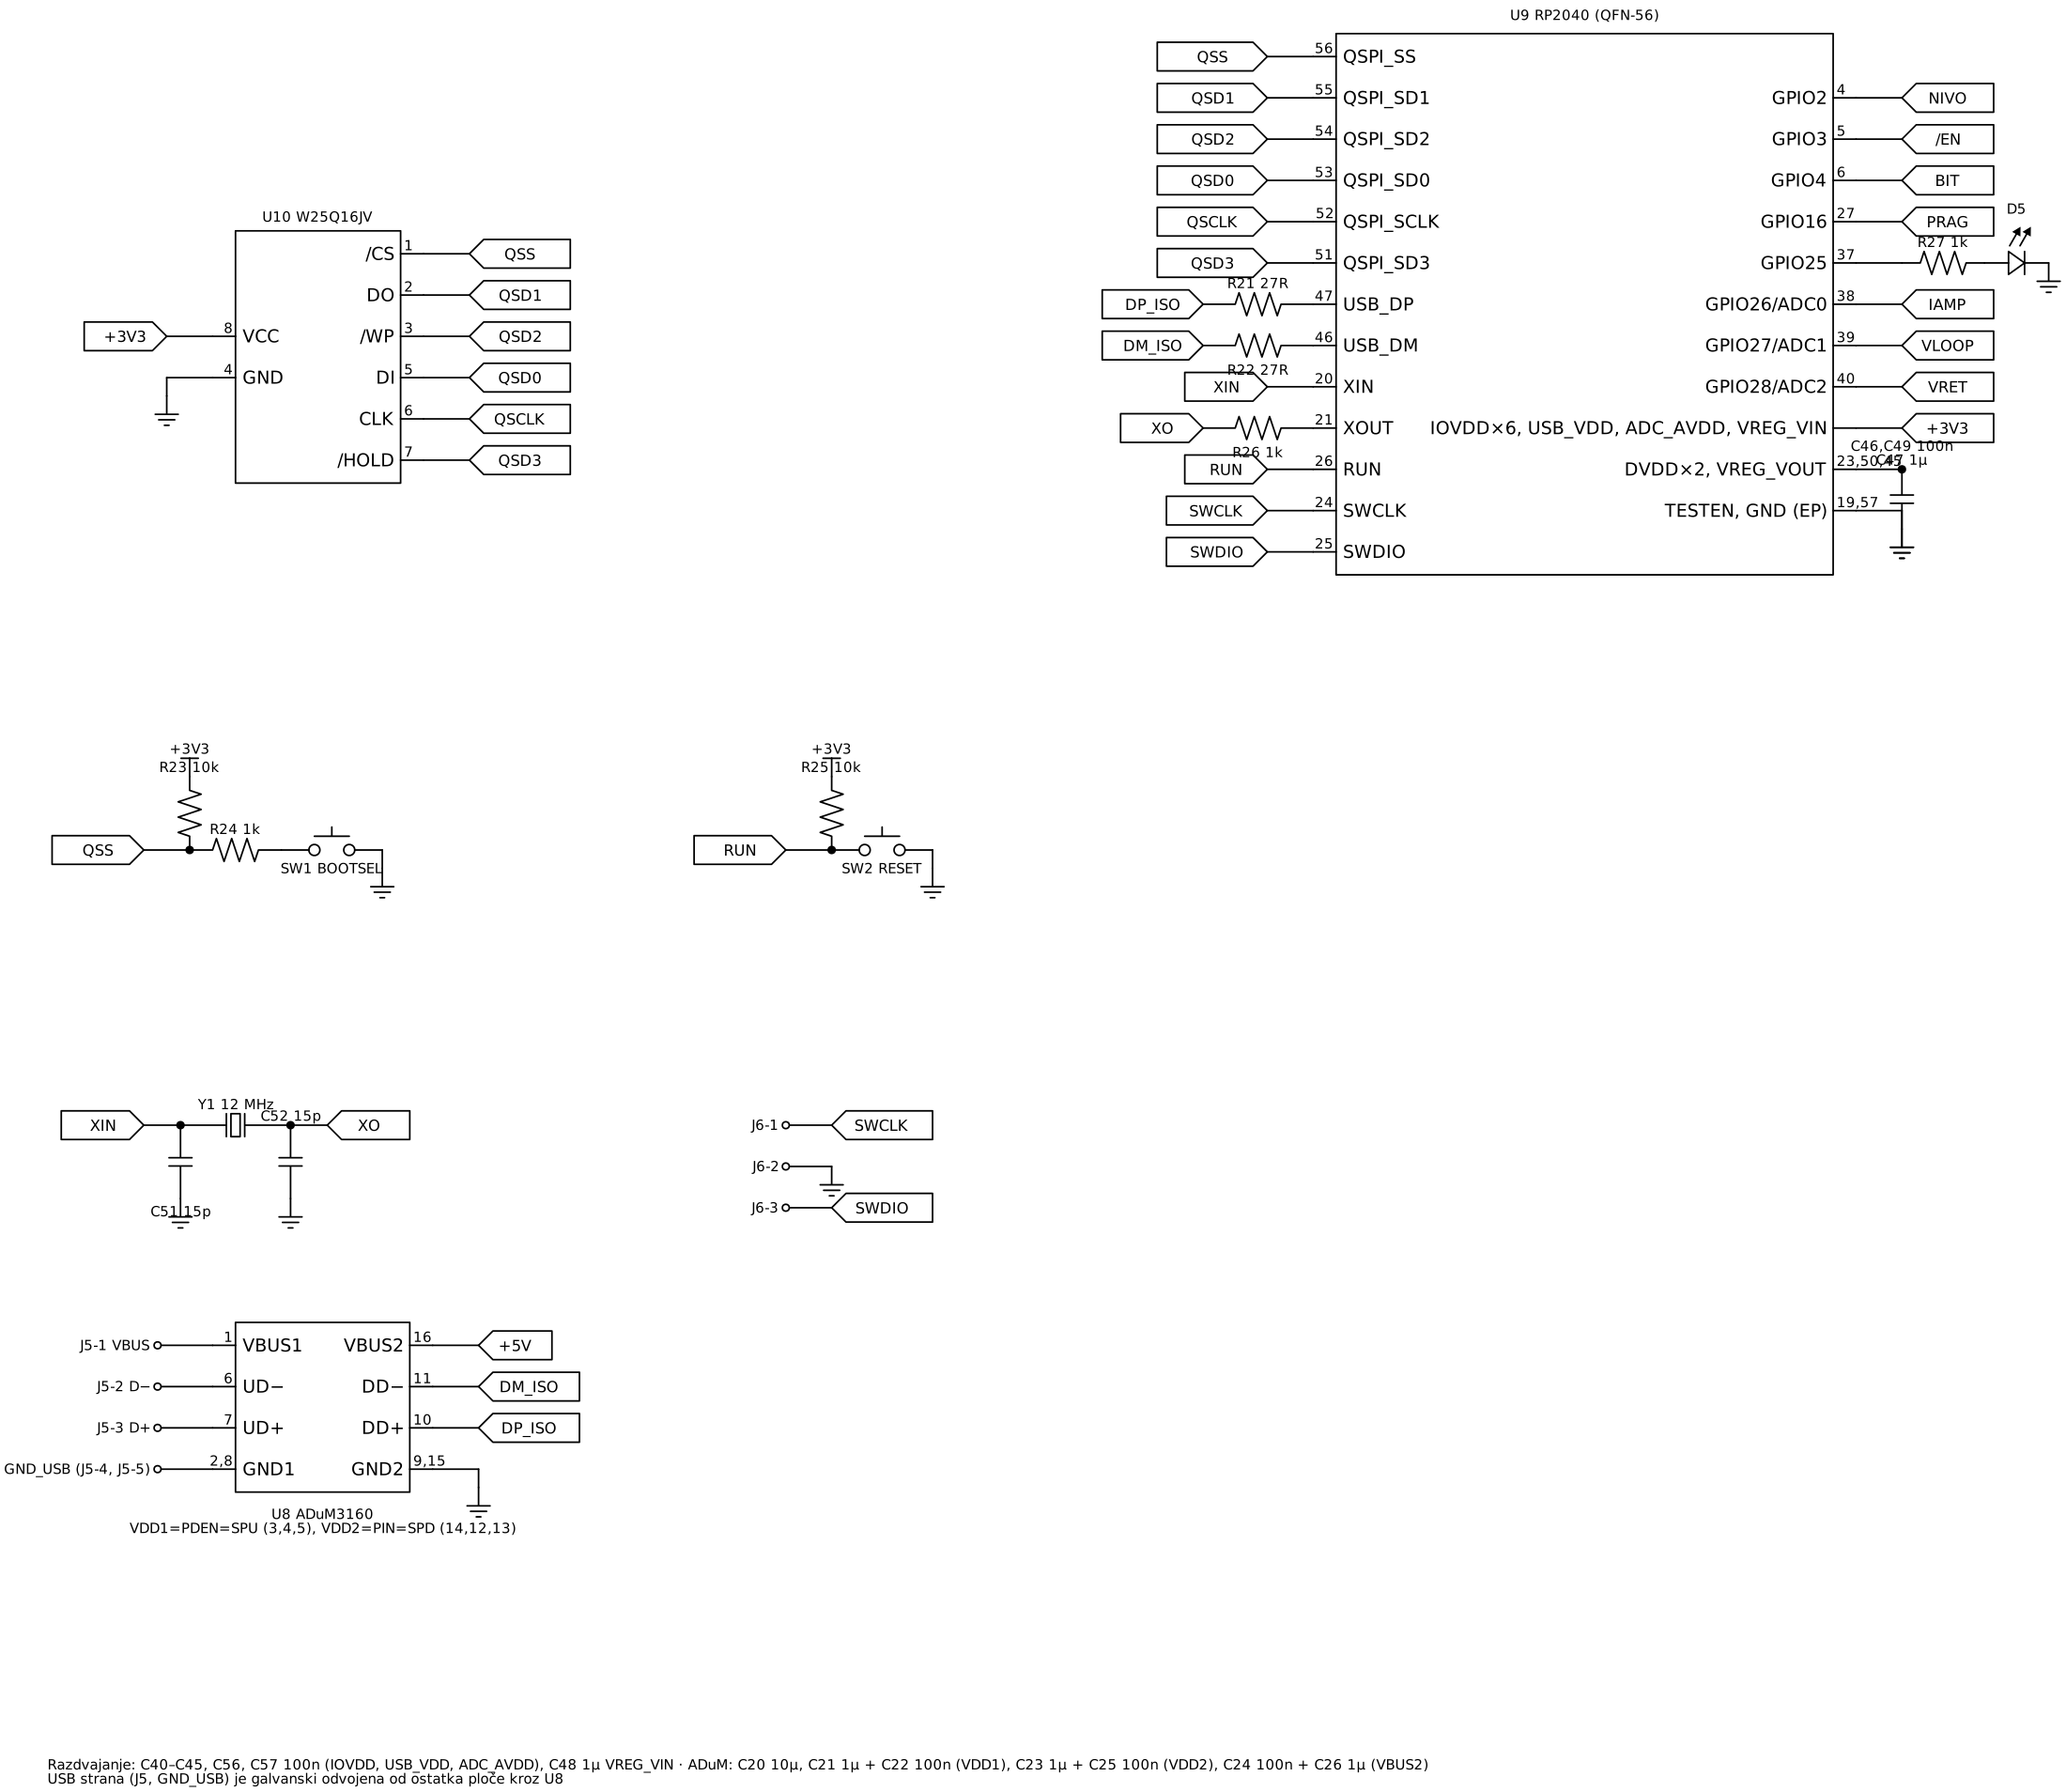 U9 RP2040 (QFN-56)
QSS 56 QSPI_SS
QSD1 55 QSPI_SD1 GPIO2 4 NIVO
QSD2 54 QSPI_SD2 GPIO3 5 /EN
QSD0 53 QSPI_SD0 GPIO4 6 BIT
QSCLK 52 QSPI_SCLK GPIO16 27 PRAG
D5
R27 1k
QSD3 51 QSPI_SD3 GPIO25 37
R21 27R
DP_ISO 47 USB_DP GPIO26/ADC0 38 IAMP
DM_ISO 46 USB_DM GPIO27/ADC1 39 VLOOP
R22 27R
XIN 20 XIN GPIO28/ADC2 40 VRET
XO 21 XOUT IOVDD×6, USB_VDD, ADC_AVDD, VREG_VIN +3V3
R26 1k
C46,C49 100n
C47 1µ
RUN 26 RUN DVDD×2, VREG_VOUT 23,50,45
SWCLK 24 SWCLK TESTEN, GND (EP) 19,57
SWDIO 25 SWDIO
U10 W25Q16JV
/CS 1 QSS
DO 2 QSD1
+3V3 8 VCC /WP 3 QSD2
4 GND DI 5 QSD0
CLK 6 QSCLK
/HOLD 7 QSD3
+3V3
R23 10k
QSS R24 1k
SW1 BOOTSEL
+3V3
R25 10k
RUN
SW2 RESET
Y1 12 MHz
C52 15p
XIN XO
C51 15p
J6-1 SWCLK
J6-2
J6-3 SWDIO
J5-1 VBUS 1 VBUS1 VBUS2 16 +5V
J5-2 D− 6 UD− DD− 11 DM_ISO
J5-3 D+ 7 UD+ DD+ 10 DP_ISO
GND_USB (J5-4, J5-5) 2,8 GND1 GND2 9,15
U8 ADuM3160
VDD1=PDEN=SPU (3,4,5), VDD2=PIN=SPD (14,12,13)
Razdvajanje: C40–C45, C56, C57 100n (IOVDD, USB_VDD, ADC_AVDD), C48 1µ VREG_VIN · ADuM: C20 10µ, C21 1µ + C22 100n (VDD1), C23 1µ + C25 100n (VDD2), C24 100n + C26 1µ (VBUS2)
USB strana (J5, GND_USB) je galvanski odvojena od ostatka ploče kroz U8